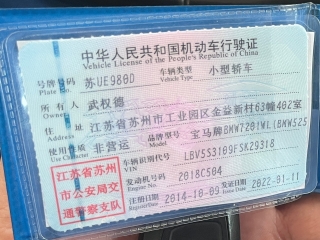 中华人民共和国机动车行驶证
Vehicle License of the People's Republic of China
号牌号码 苏UE980D 车辆类型 小型轿车
Plate No. Vehicle Type
所有人 武权德
Owner
住址 江苏省苏州市工业园区金益新村63幢402室
使用性质 非营运 品牌型号 宝马牌BMW7201WL(BMW525
Use Character Model
江苏省苏州市公安局交通警察支队
车辆识别代号 LBV5S3109FSK29318
VIN
发动机号码 2018C504
Engine No.
注册日期 2014-10-09 发证日期 2022-01-11
Register Date Issue Date